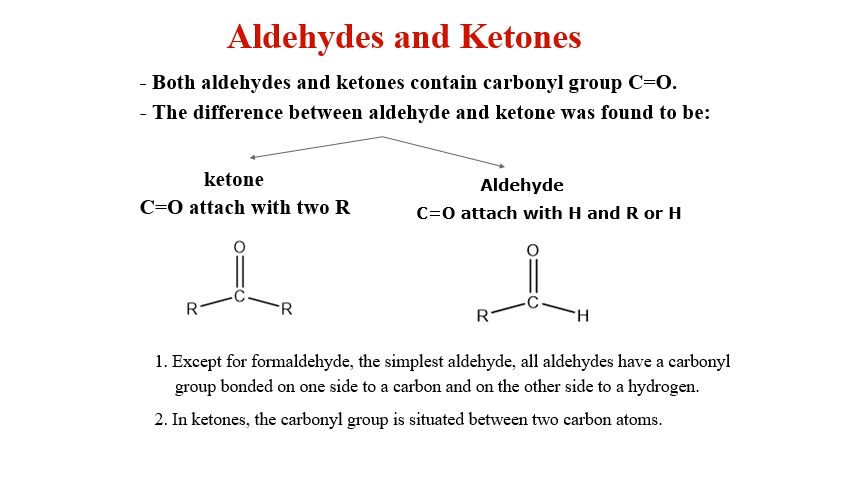 Aldehydes and Ketones
- Both aldehydes and ketones contain carbonyl group C=O.
- The difference between aldehyde and ketone was found to be:
ketone
C=O attach with two R
O
C
R
R
Aldehyde
C=O attach with H and R or H
O
C
R
H
1. Except for formaldehyde, the simplest aldehyde, all aldehydes have a carbonyl
group bonded on one side to a carbon and on the other side to a hydrogen.
2. In ketones, the carbonyl group is situated between two carbon atoms.